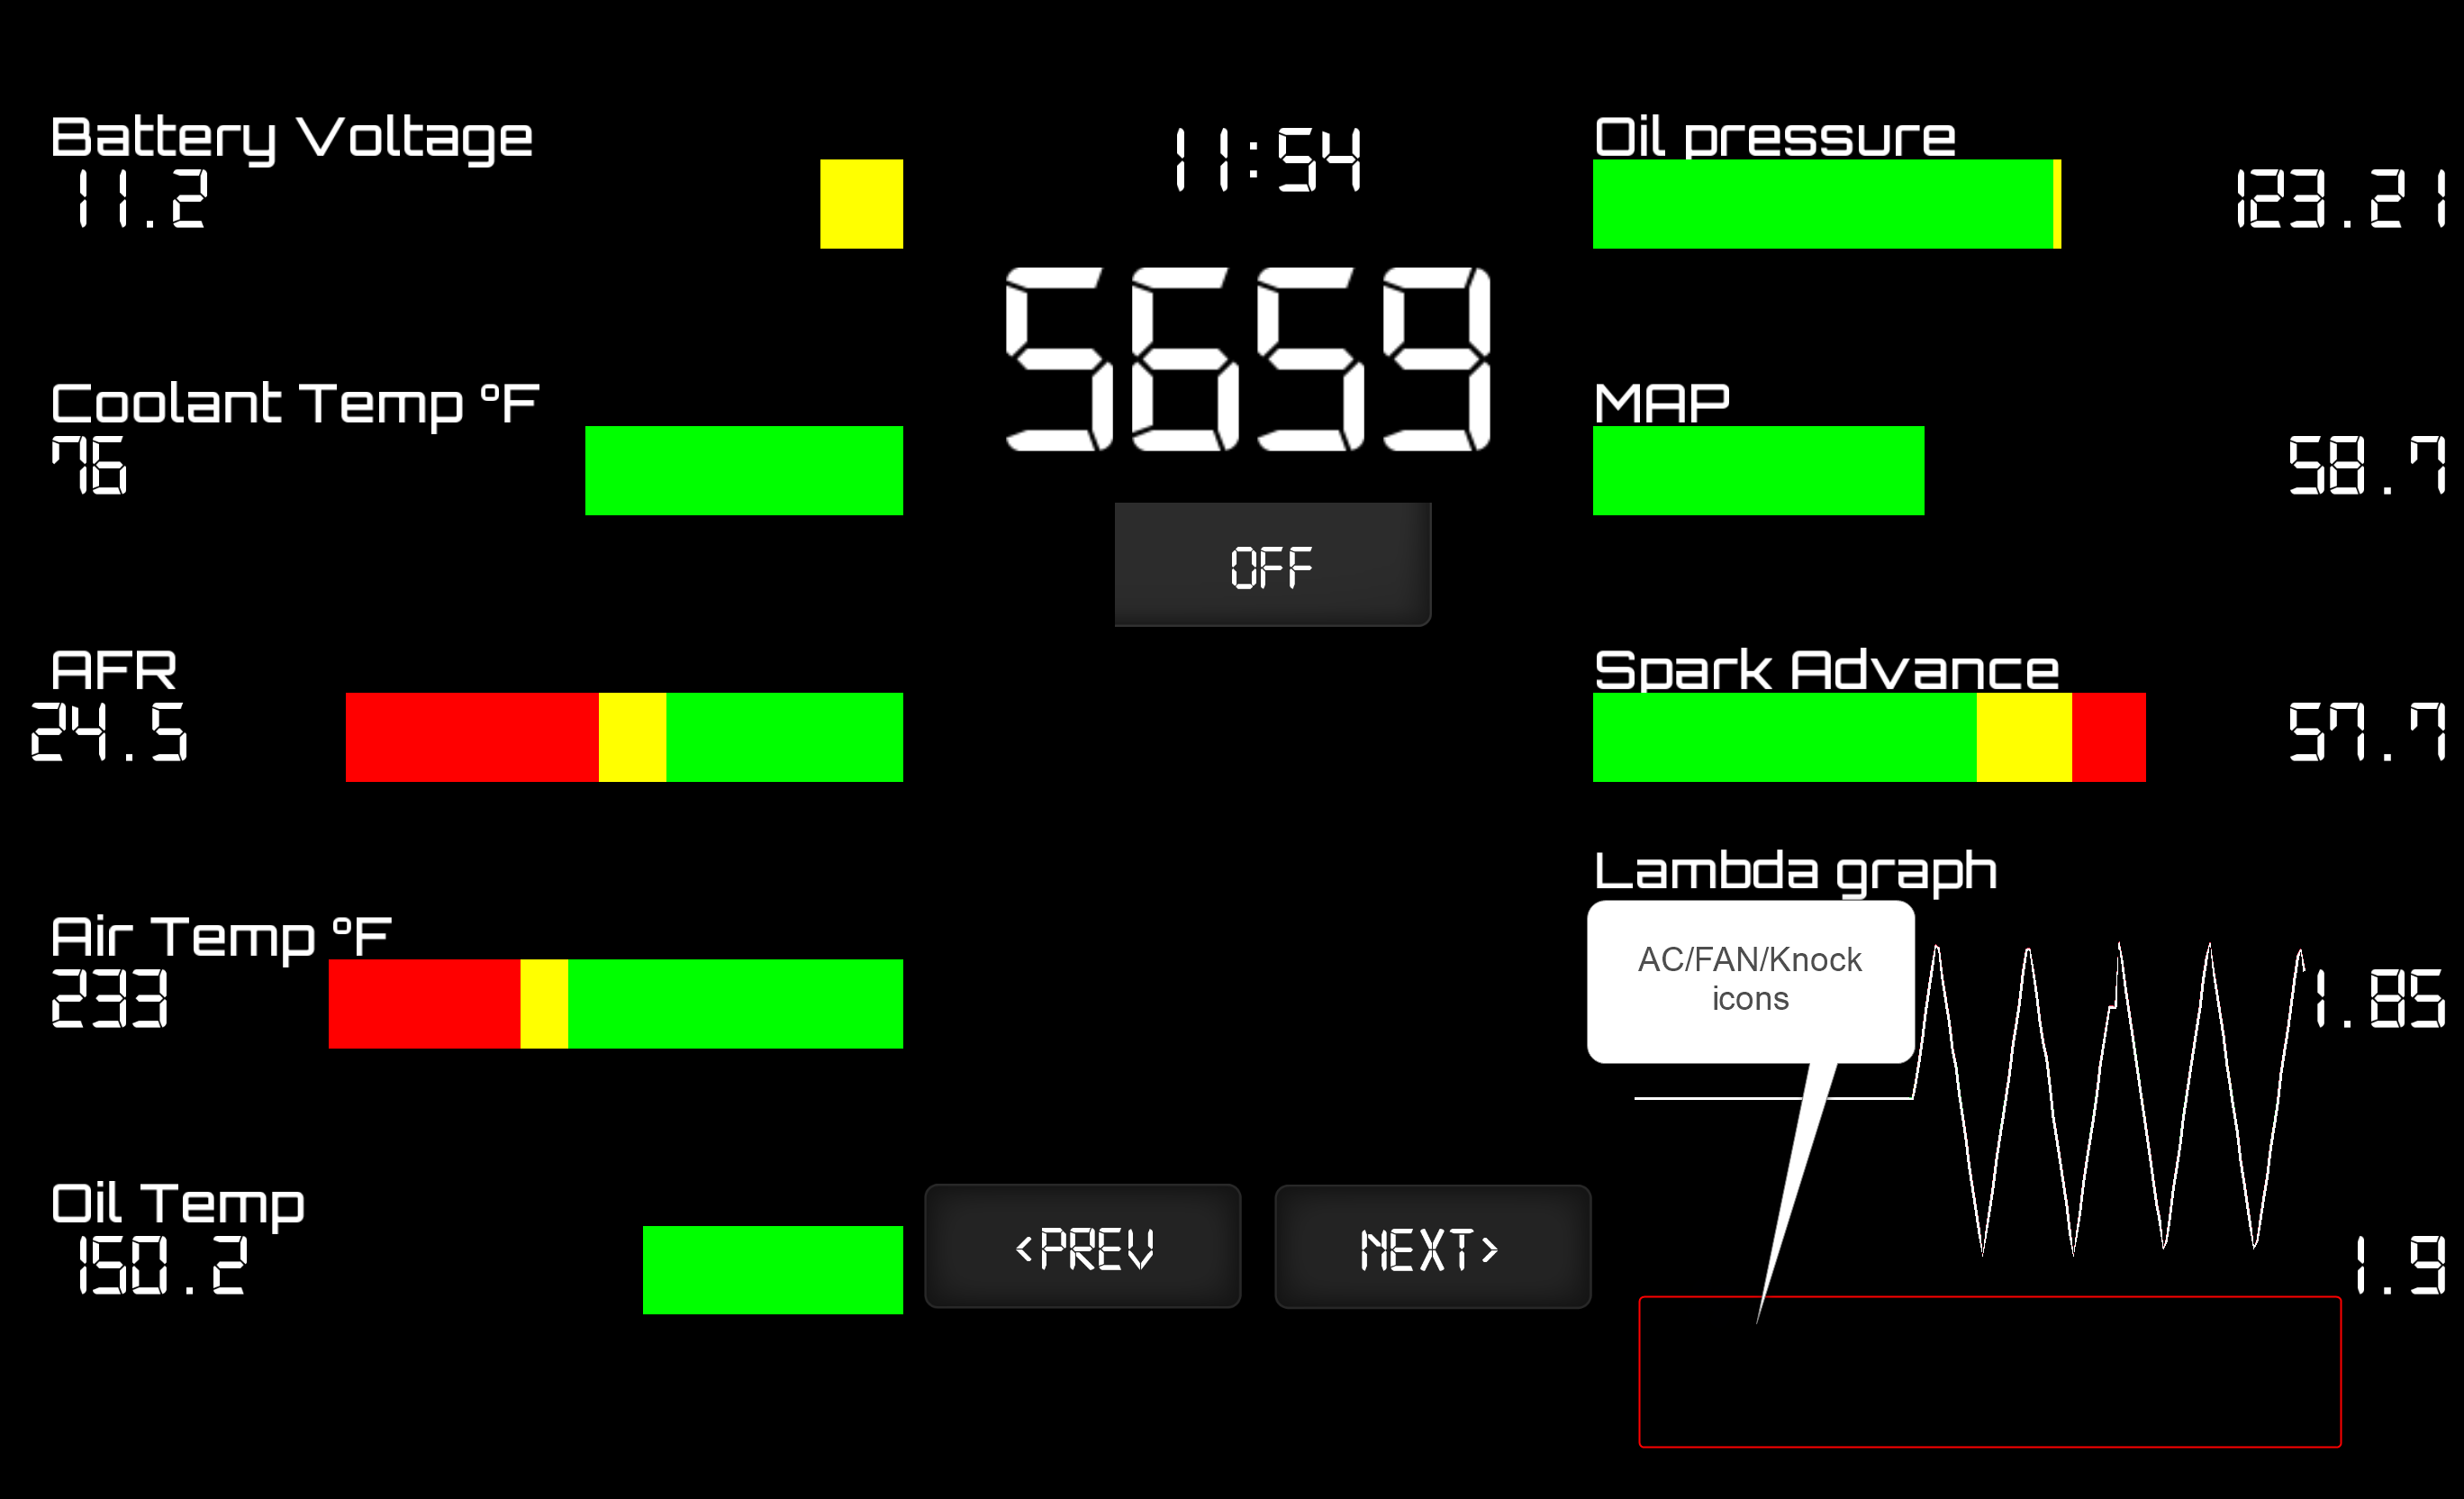 Battery Voltage
11.2
Coolant Temp °F
76
AFR
24.5
Air Temp °F
233
Oil Temp
150.2
11:54
5659
OFF
<PREV
NEXT>
Oil pressure
123.21
MAP
58.7
Spark Advance
57.7
Lambda graph
AC/FAN/Knock
icons
1.85
1.9